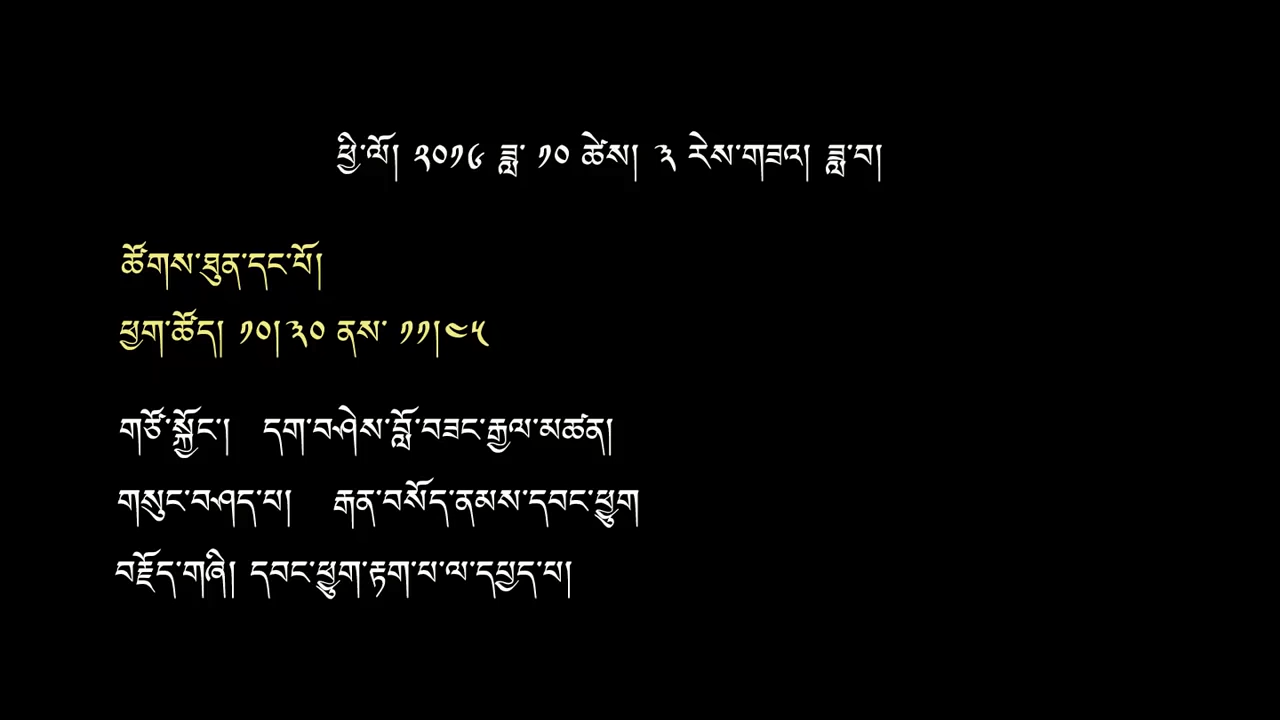 ཕྱི་ལོ། ༢༠༡༦ ཟླ་ ༡༠ ཚེས། ༣ རེས་གཟའ། ཟླ་བ།
ཚོགས་ཐུན་དང་པོ།
ཕྱག་ཚོད། ༡༠།༣༠ ནས་ ༡༡།༤༥
གཙོ་སྐྱོང་། དག་བཤེས་བློ་བཟང་རྒྱལ་མཚན།
གསུང་བཤད་པ། རྒན་བསོད་ནམས་དབང་ཕྱུག
བརྗོད་གཞི། དབང་ཕྱུག་རྟག་པ་ལ་དཔྱད་པ།